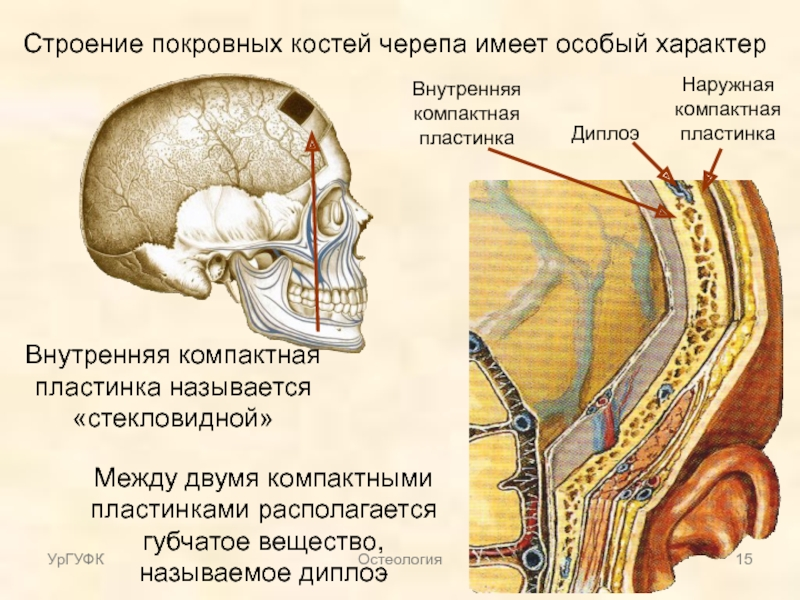 Строение покровных костей черепа имеет особый характер
Внутренняя
компактная
пластинка
Диплоэ
Наружная
компактная
пластинка
Внутренняя компактная
пластинка называется
«стекловидной»
Между двумя компактными
пластинками располагается
губчатое вещество,
называемое диплоэ
УрГУФК
Остеология
15